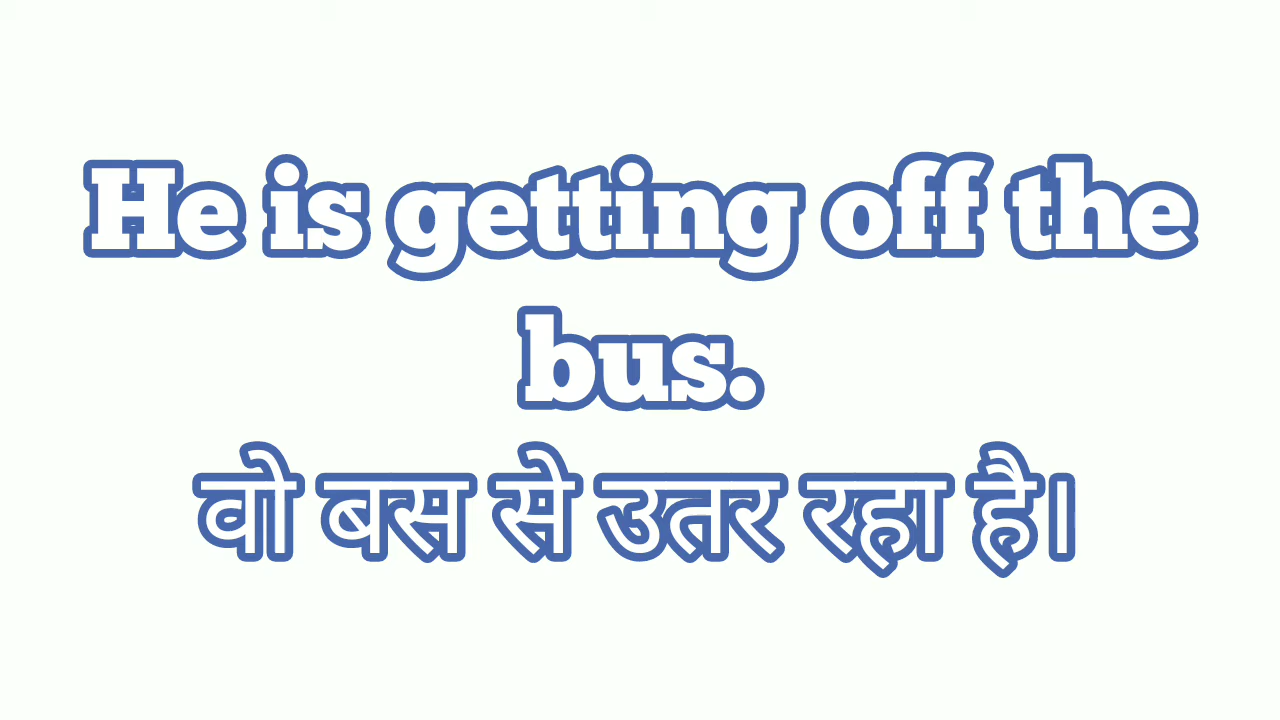 He is getting off the
bus.
वो बस से उतर रहा है।